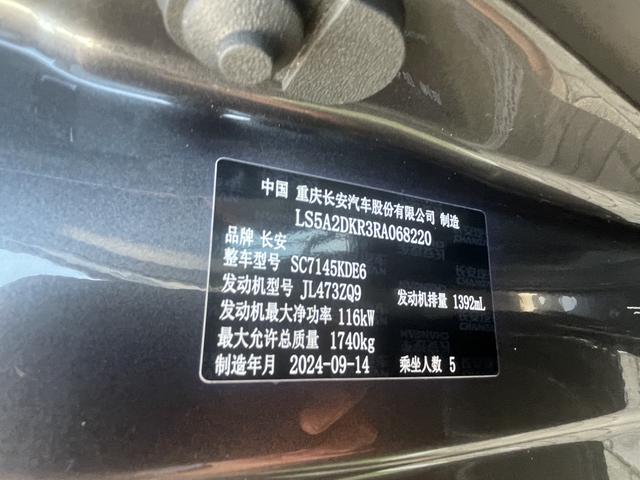 中国 重庆长安汽车股份有限公司 制造
LS5A2DKR3RA068220
品牌 长安
整车型号 SC7145KDE6
发动机型号 JL473ZQ9 发动机排量 1392mL
发动机最大净功率 116kW
最大允许总质量 1740kg
制造年月 2024-09-14 乘坐人数 5